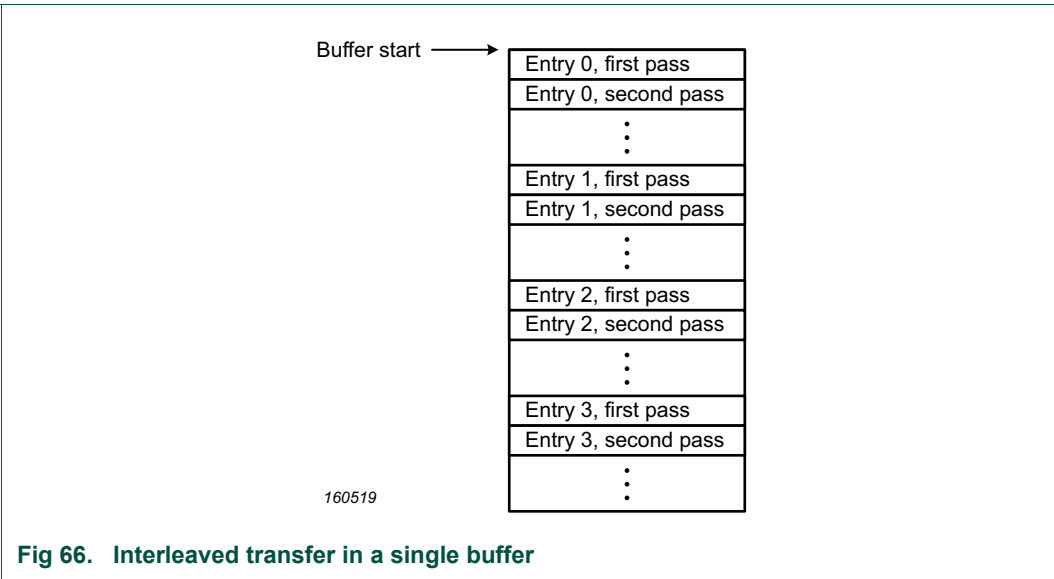 Buffer start
Entry 0, first pass
Entry 0, second pass
Entry 1, first pass
Entry 1, second pass
Entry 2, first pass
Entry 2, second pass
Entry 3, first pass
Entry 3, second pass
160519
Fig 66. Interleaved transfer in a single buffer